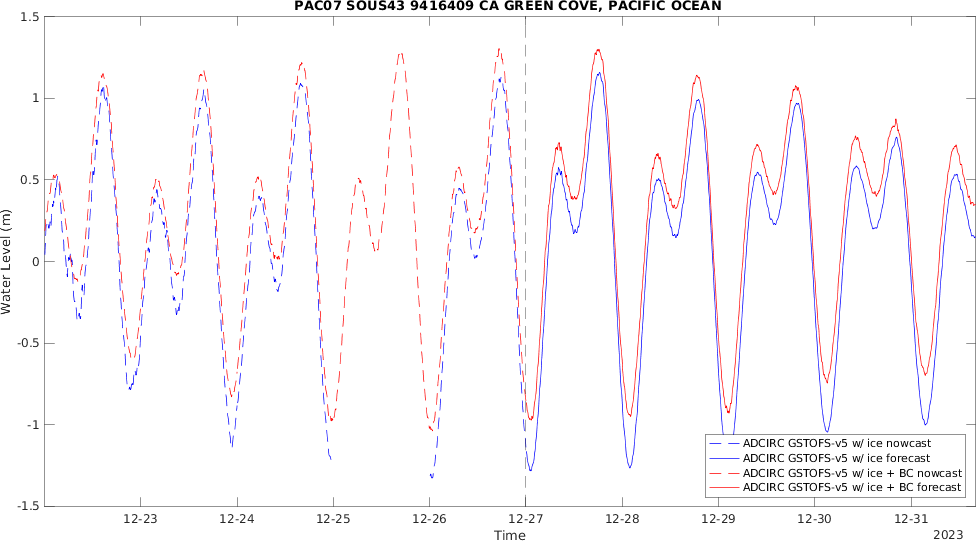 PAC07 SOUS43 9416409 CA GREEN COVE, PACIFIC OCEAN
1.5
1
0.5
0
-0.5
-1
-1.5
Water Level (m)
12-23
12-24
12-25
12-26
12-27
12-28
12-29
12-30
12-31
Time
2023
ADCIRC GSTOFS-v5 w/ ice nowcast
ADCIRC GSTOFS-v5 w/ ice forecast
ADCIRC GSTOFS-v5 w/ ice + BC nowcast
ADCIRC GSTOFS-v5 w/ ice + BC forecast